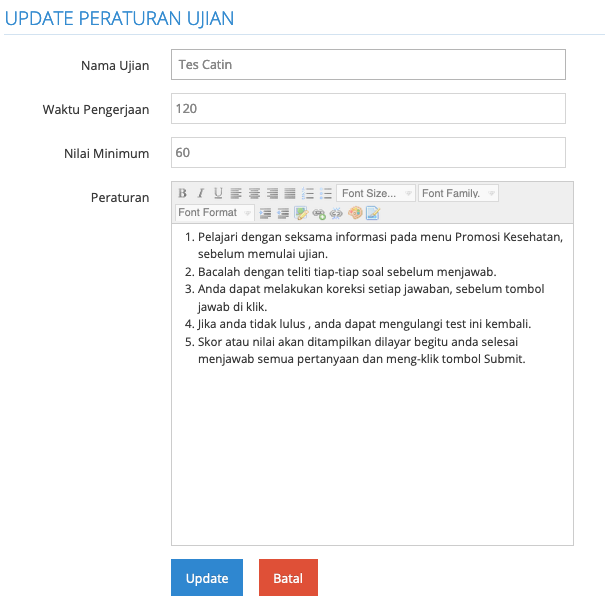 UPDATE PERATURAN UJIAN
Nama Ujian
Tes Catin
Waktu Pengerjaan
120
Nilai Minimum
60
Peraturan
B I U
Font Size...
Font Family.
Font Format
1. Pelajari dengan seksama informasi pada menu Promosi Kesehatan,
sebelum memulai ujian.
2. Bacalah dengan teliti tiap-tiap soal sebelum menjawab.
3. Anda dapat melakukan koreksi setiap jawaban, sebelum tombol
jawab di klik.
4. Jika anda tidak lulus , anda dapat mengulangi test ini kembali.
5. Skor atau nilai akan ditampilkan dilayar begitu anda selesai
menjawab semua pertanyaan dan meng-klik tombol Submit.
Update
Batal